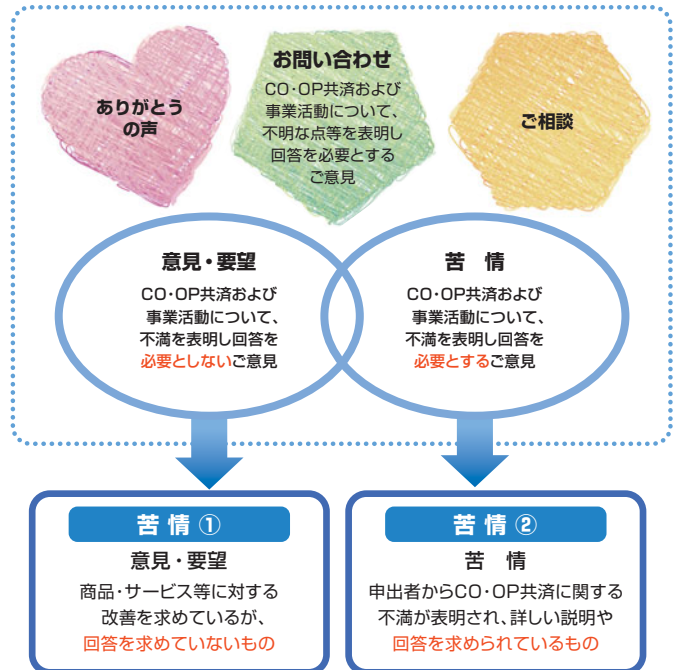 ありがとう
の声
お問い合わせ
CO・OP共済および
事業活動について、
不明な点等を表明し
回答を必要とする
ご意見
ご相談
意見・要望
CO・OP共済および
事業活動について、
不満を表明し回答を
必要としないご意見
苦 情
CO・OP共済および
事業活動について、
不満を表明し回答を
必要とするご意見
苦 情 ①
意見・要望
商品・サービス等に対する
改善を求めているが、
回答を求めていないもの
苦 情 ②
苦 情
申出者からCO・OP共済に関する
不満が表明され、詳しい説明や
回答を求められているもの